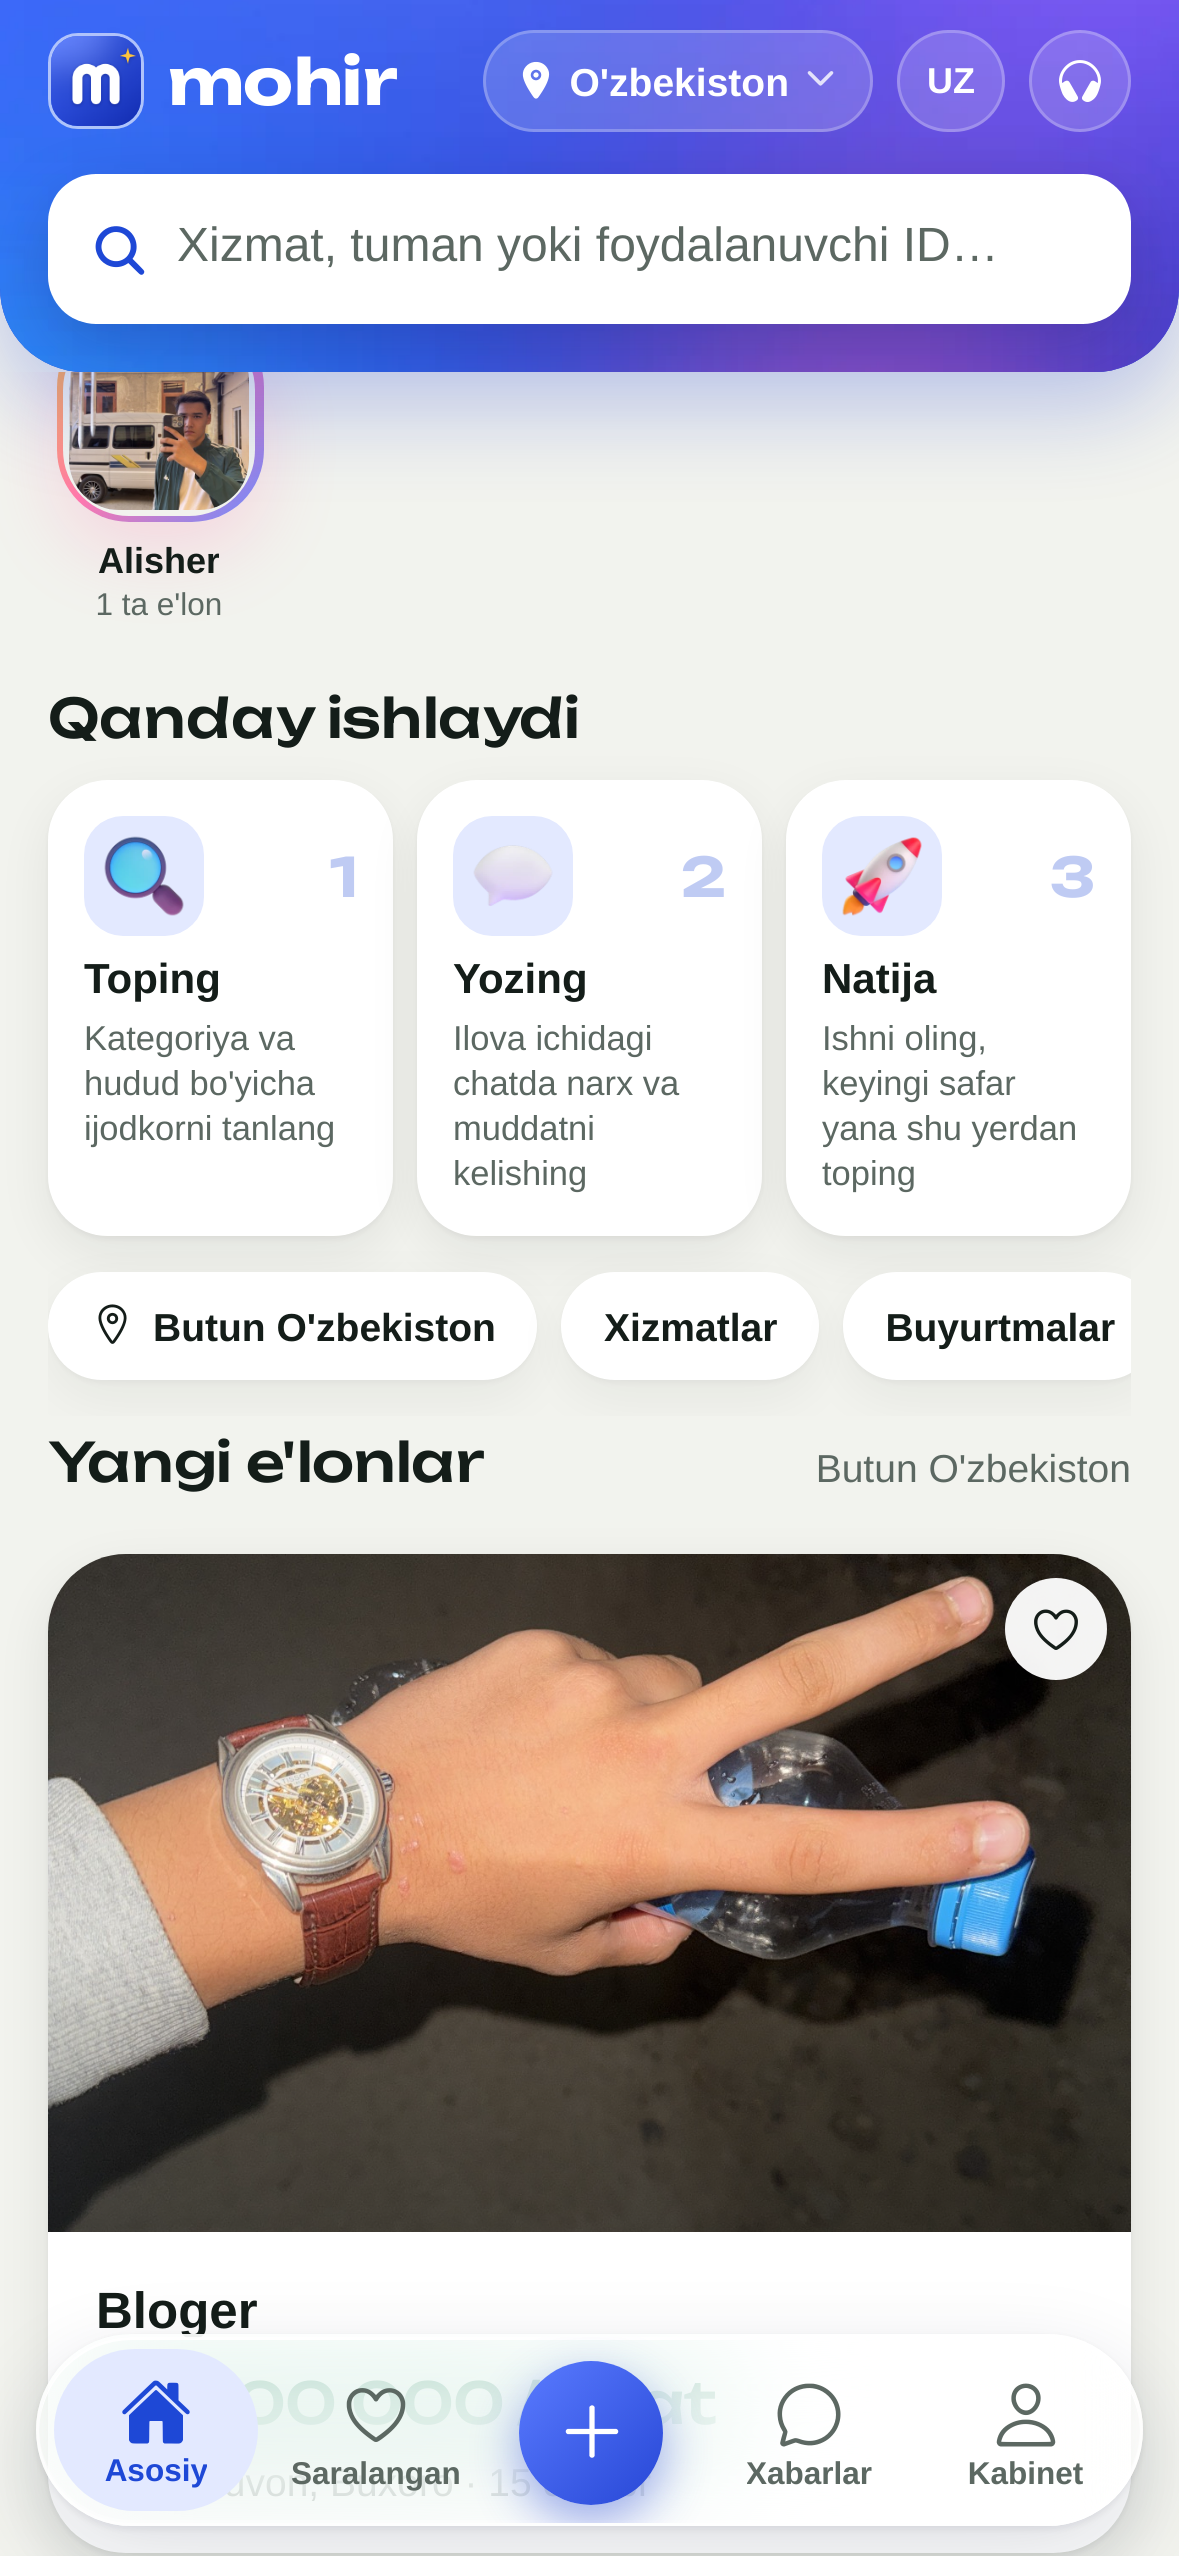 m mohir
O'zbekiston
UZ
Xizmat, tuman yoki foydalanuvchi ID...
Alisher
1 ta e'lon
Qanday ishlaydi
1
2
3
Toping
Kategoriya va
hudud bo'yicha
ijodkorni tanlang
Yozing
Ilova ichidagi
chatda narx va
muddatni
kelishing
Natija
Ishni oling,
keyingi safar
yana shu yerdan
toping
Butun O'zbekiston
Xizmatlar
Buyurtmalar
Yangi e'lonlar
Butun O'zbekiston
Bloger
Asosiy
Saralangan
Xabarlar
Kabinet